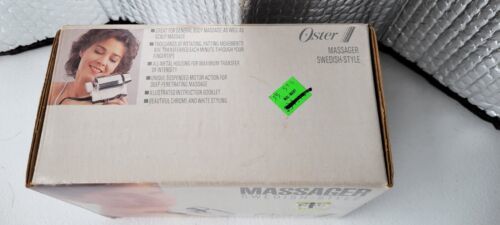 GREAT FOR GENERAL BODY MASSAGE AS WELL AS
SCALP MASSAGE
THOUSANDS OF ROTATING, PATTING MOVEMENTS
ARE TRANSFERRED EACH MINUTE THROUGH YOUR
FINGERTIPS
ALL METAL HOUSING FOR MAXIMUM TRANSFER
OF INTENSITY
UNIQUE SUSPENDED MOTOR ACTION FOR
DEEP PENETRATING MASSAGE
ILLUSTRATED INSTRUCTION BOOKLET
BEAUTIFUL CHROME AND WHITE STYLING
Oster
MASSAGER
SWEDISH-STYLE
MASSAGER
SWEDISH STYLE